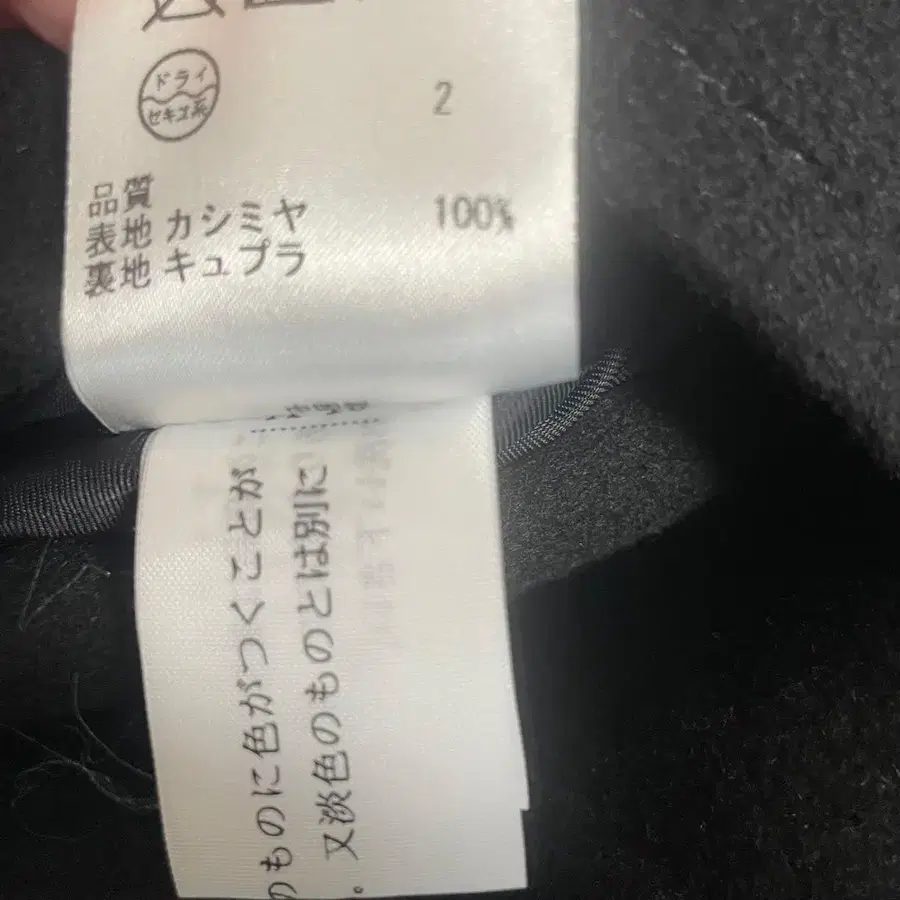 ドライ
セキユ系
2
品質
表地 カシミヤ 100%
裏地 キュプラ
のものに色がつくことが
。又淡色のものとは別に